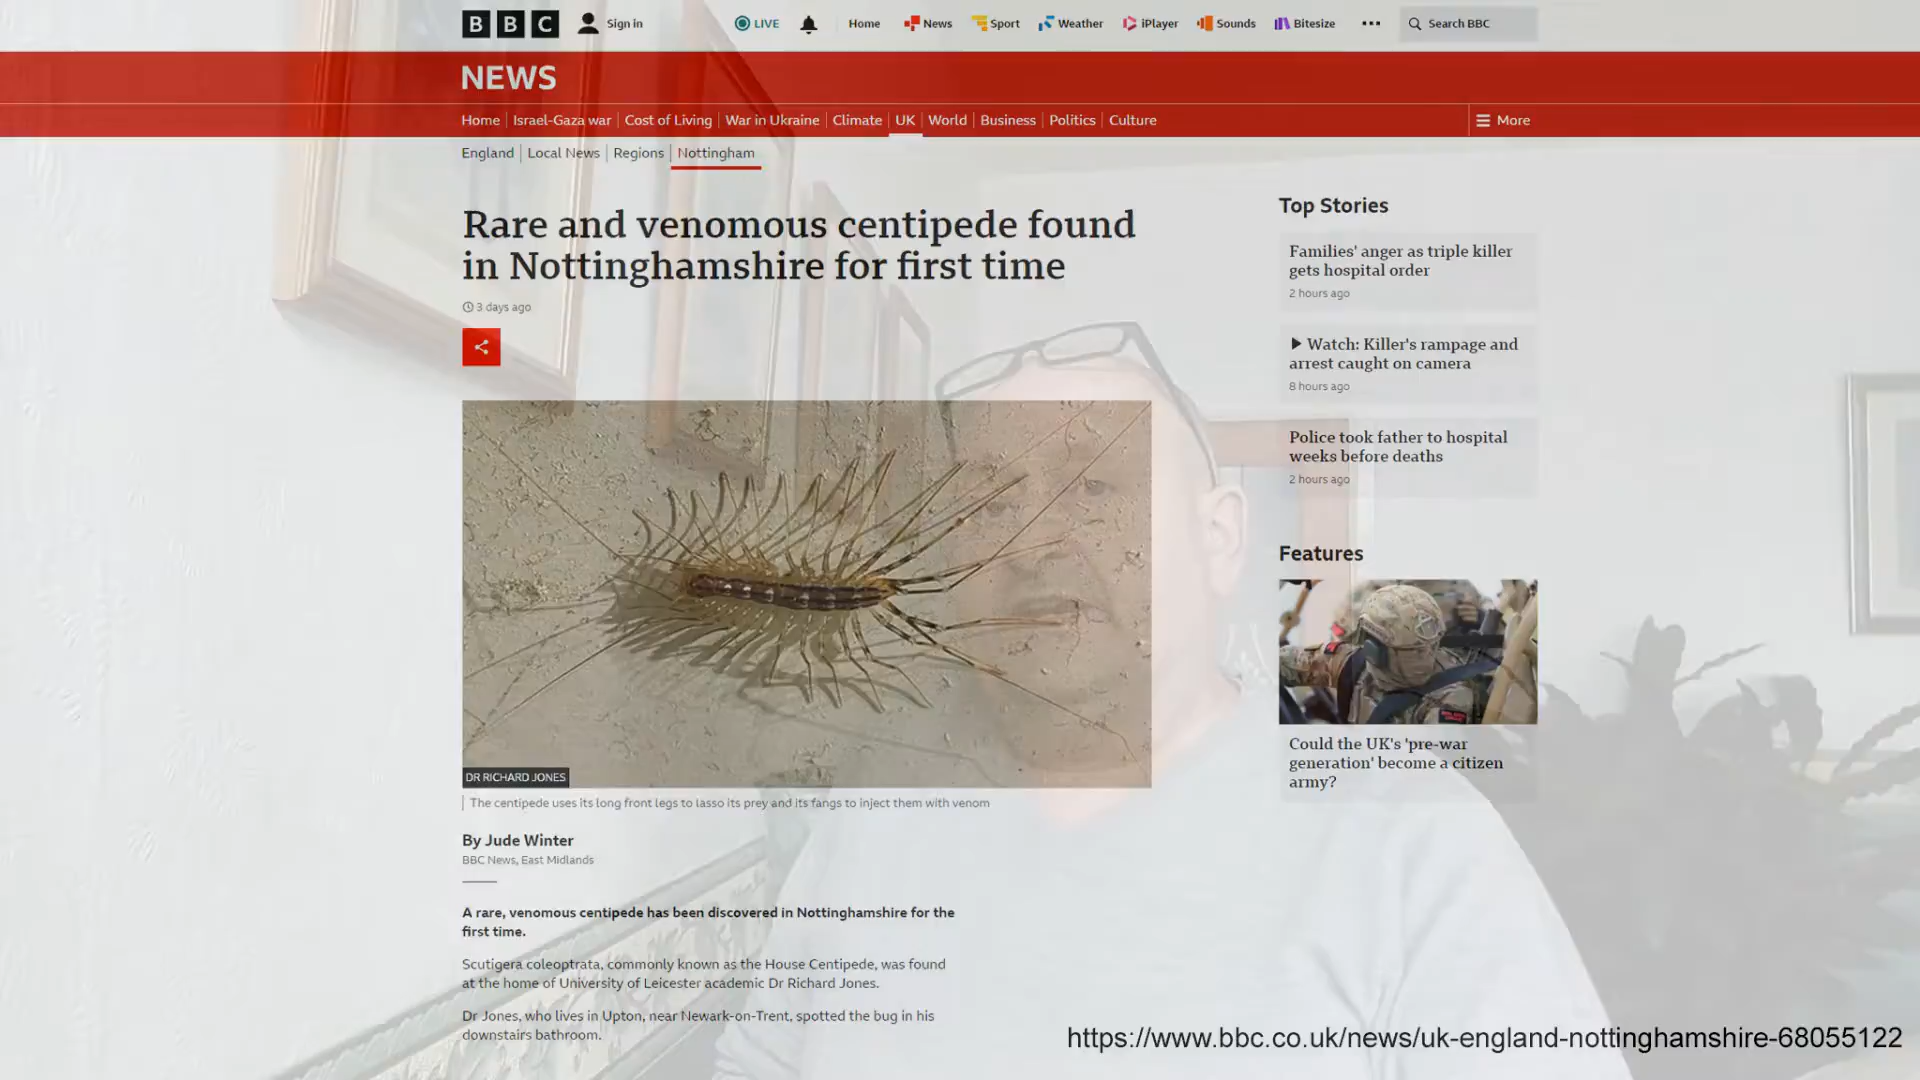 BBC
Sign in
LIVE
Home
News
Sport
Weather
iPlayer
Sounds
Bitesize
Search BBC
NEWS
Home
Israel-Gaza war
Cost of Living
War in Ukraine
Climate
UK
World
Business
Politics
Culture
More
England
Local News
Regions
Nottingham
Rare and venomous centipede found
in Nottinghamshire for first time
3 days ago
DR RICHARD JONES
The centipede uses its long front legs to lasso its prey and its fangs to inject them with venom
By Jude Winter
BBC News, East Midlands
A rare, venomous centipede has been discovered in Nottinghamshire for the
first time.
Scutigera coleoptrata, commonly known as the House Centipede, was found
at the home of University of Leicester academic Dr Richard Jones.
Dr Jones, who lives in Upton, near Newark-on-Trent, spotted the bug in his
downstairs bathroom.
Top Stories
Families' anger as triple killer
gets hospital order
2 hours ago
Watch: Killer's rampage and
arrest caught on camera
8 hours ago
Police took father to hospital
weeks before deaths
2 hours ago
Features
Could the UK's 'pre-war
generation' become a citizen
army?
https://www.bbc.co.uk/news/uk-england-nottinghamshire-68055122